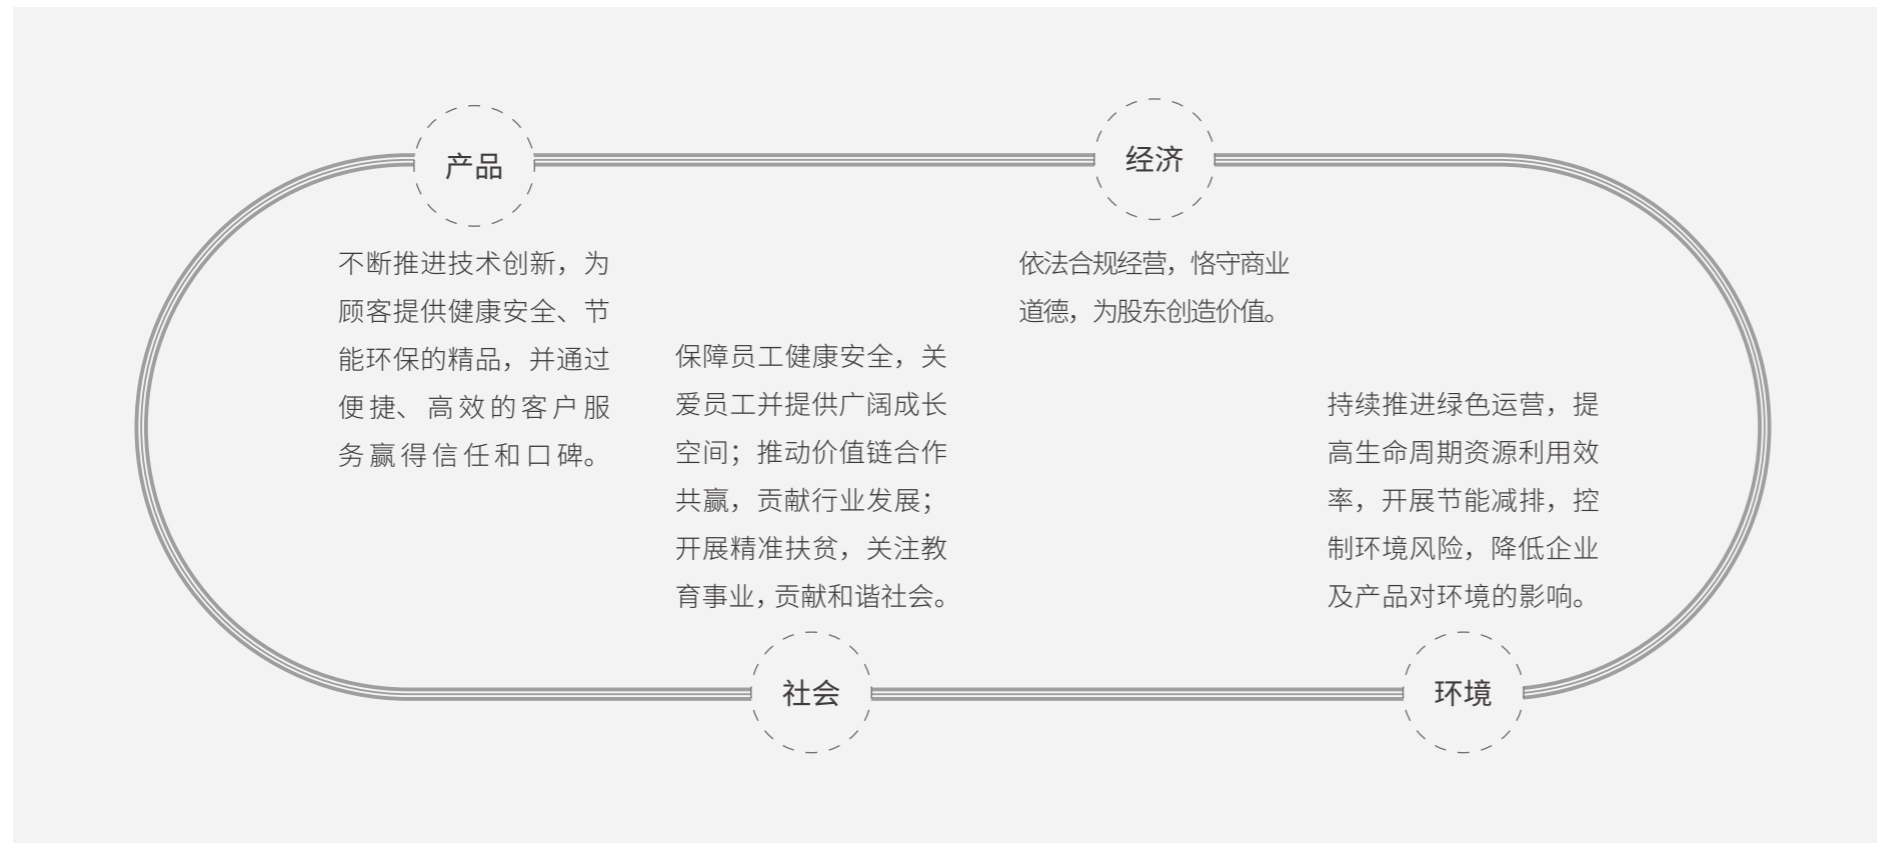 产品
不断推进技术创新，为
顾客提供健康安全、节
能环保的精品，并通过
便捷、高效的客户服
务赢得信任和口碑。
经济
依法合规经营，恪守商业
道德，为股东创造价值。
保障员工健康安全，关
爱员工并提供广阔成长
空间；推动价值链合作
共赢，贡献行业发展；
开展精准扶贫，关注教
育事业，贡献和谐社会。
社会
持续推进绿色运营，提
高生命周期资源利用效
率，开展节能减排，控
制环境风险，降低企业
及产品对环境的影响。
环境